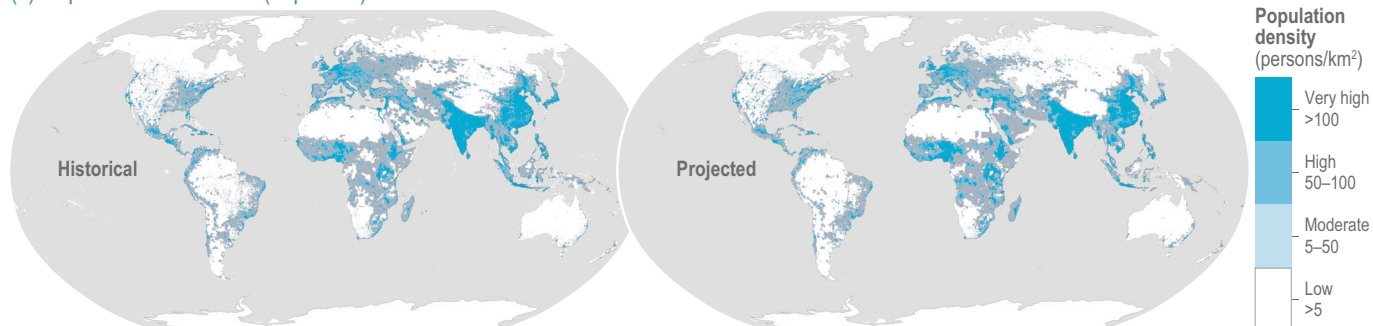 Historical
Projected
Population
density
(persons/km²)
Very high
>100
High
50–100
Moderate
5–50
Low
>5